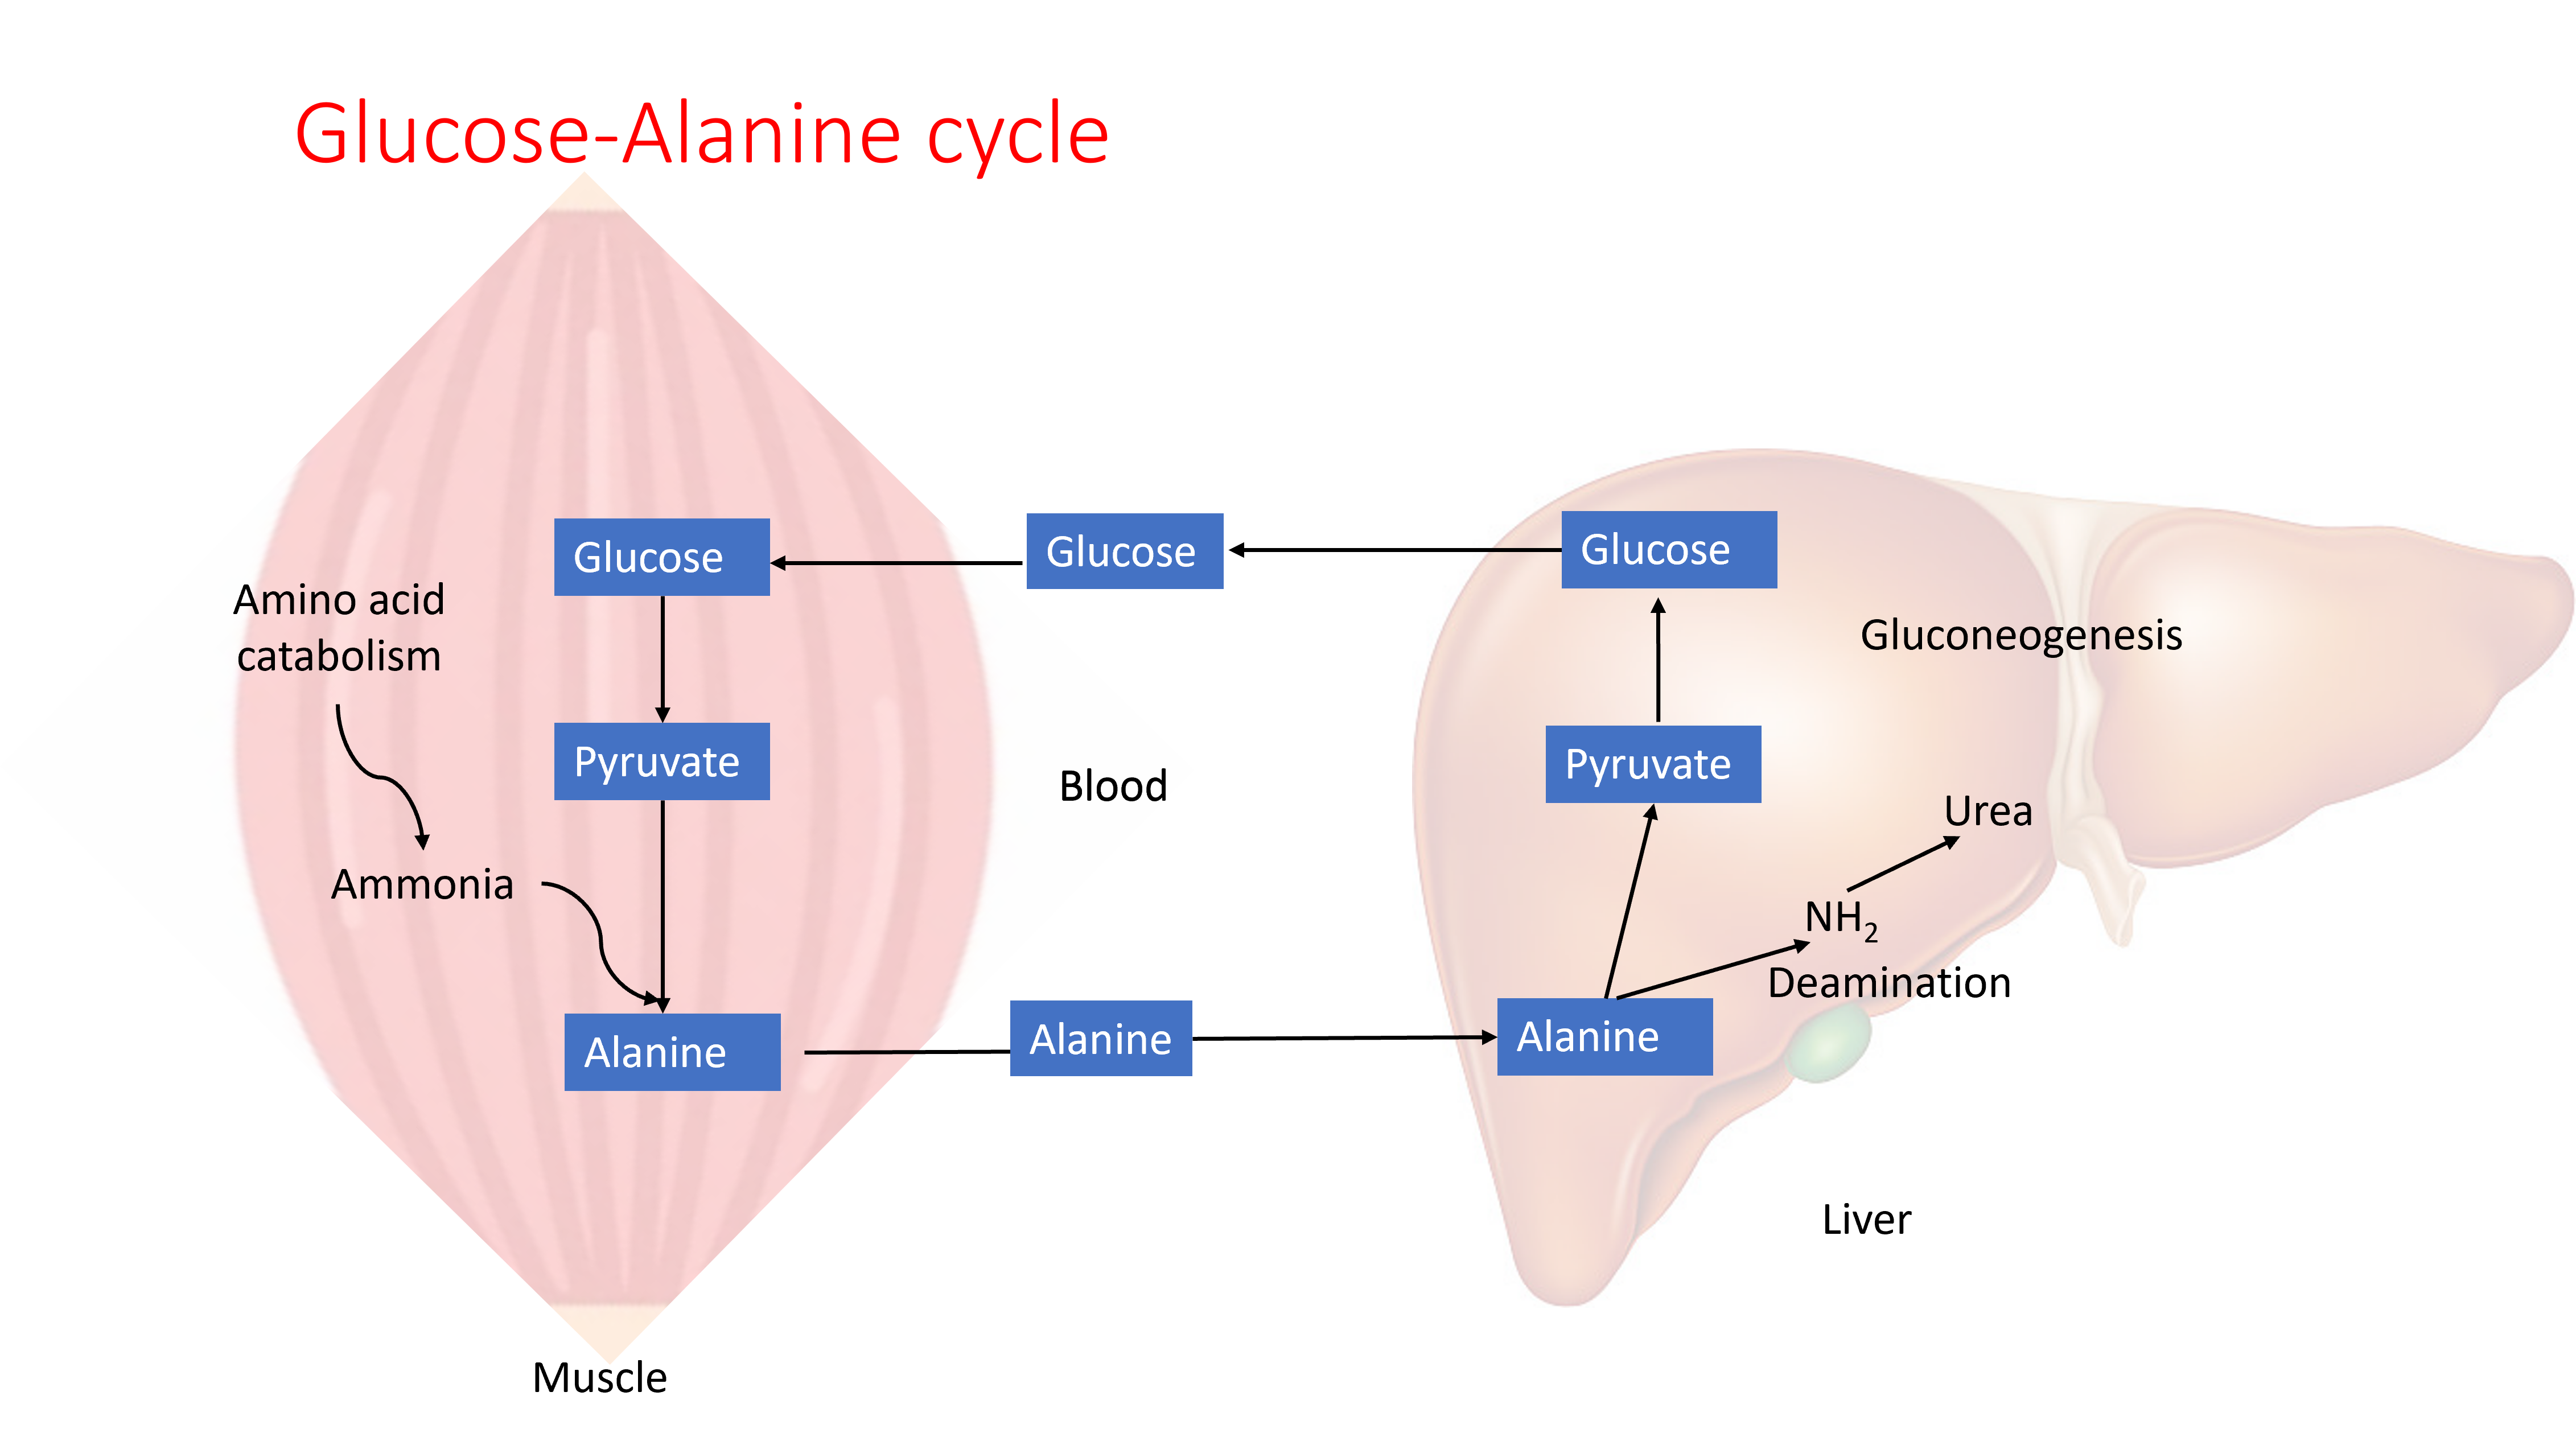 Glucose-Alanine cycle
Glucose
Glucose
Glucose
Amino acid
catabolism
Gluconeogenesis
Pyruvate
Blood
Pyruvate
Urea
Ammonia
NH₂
Deamination
Alanine
Alanine
Alanine
Liver
Muscle